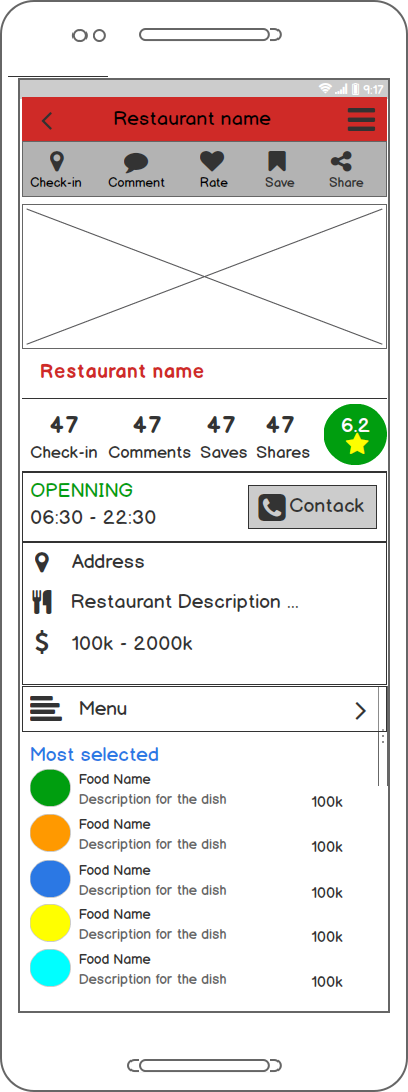 9:17
Restaurant name
Check-in Comment Rate Save Share
Restaurant name
47 47 47 47 6.2
Check-in Comments Saves Shares
OPENNING
06:30 - 22:30
Contack
Address
Restaurant Description ...
$ 100k - 2000k
Menu
Most selected
Food Name
Description for the dish 100k
Food Name
Description for the dish 100k
Food Name
Description for the dish 100k
Food Name
Description for the dish 100k
Food Name
Description for the dish 100k